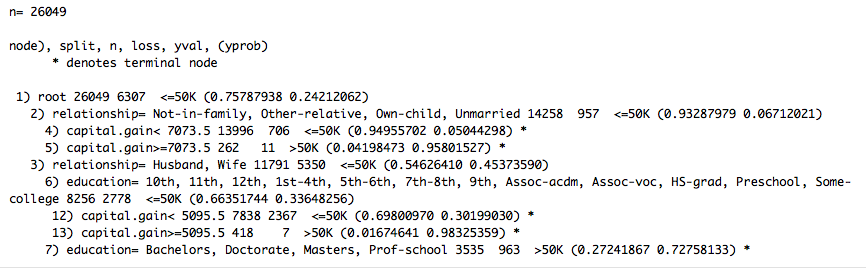 n= 26049
node), split, n, loss, yval, (yprob)
* denotes terminal node
1) root 26049 6307 <=50K (0.75787938 0.24212062)
2) relationship= Not-in-family, Other-relative, Own-child, Unmarried 14258 957 <=50K (0.93287979 0.06712021)
4) capital.gain< 7073.5 13996 706 <=50K (0.94955702 0.05044298) *
5) capital.gain>=7073.5 262 11 >50K (0.04198473 0.95801527) *
3) relationship= Husband, Wife 11791 5350 <=50K (0.54626410 0.45373590)
6) education= 10th, 11th, 12th, 1st-4th, 5th-6th, 7th-8th, 9th, Assoc-acdm, Assoc-voc, HS-grad, Preschool, Some-
college 8256 2778 <=50K (0.66351744 0.33648256)
12) capital.gain< 5095.5 7838 2367 <=50K (0.69800970 0.30199030) *
13) capital.gain>=5095.5 418 7 >50K (0.01674641 0.98325359) *
7) education= Bachelors, Doctorate, Masters, Prof-school 3535 963 >50K (0.27241867 0.72758133) *